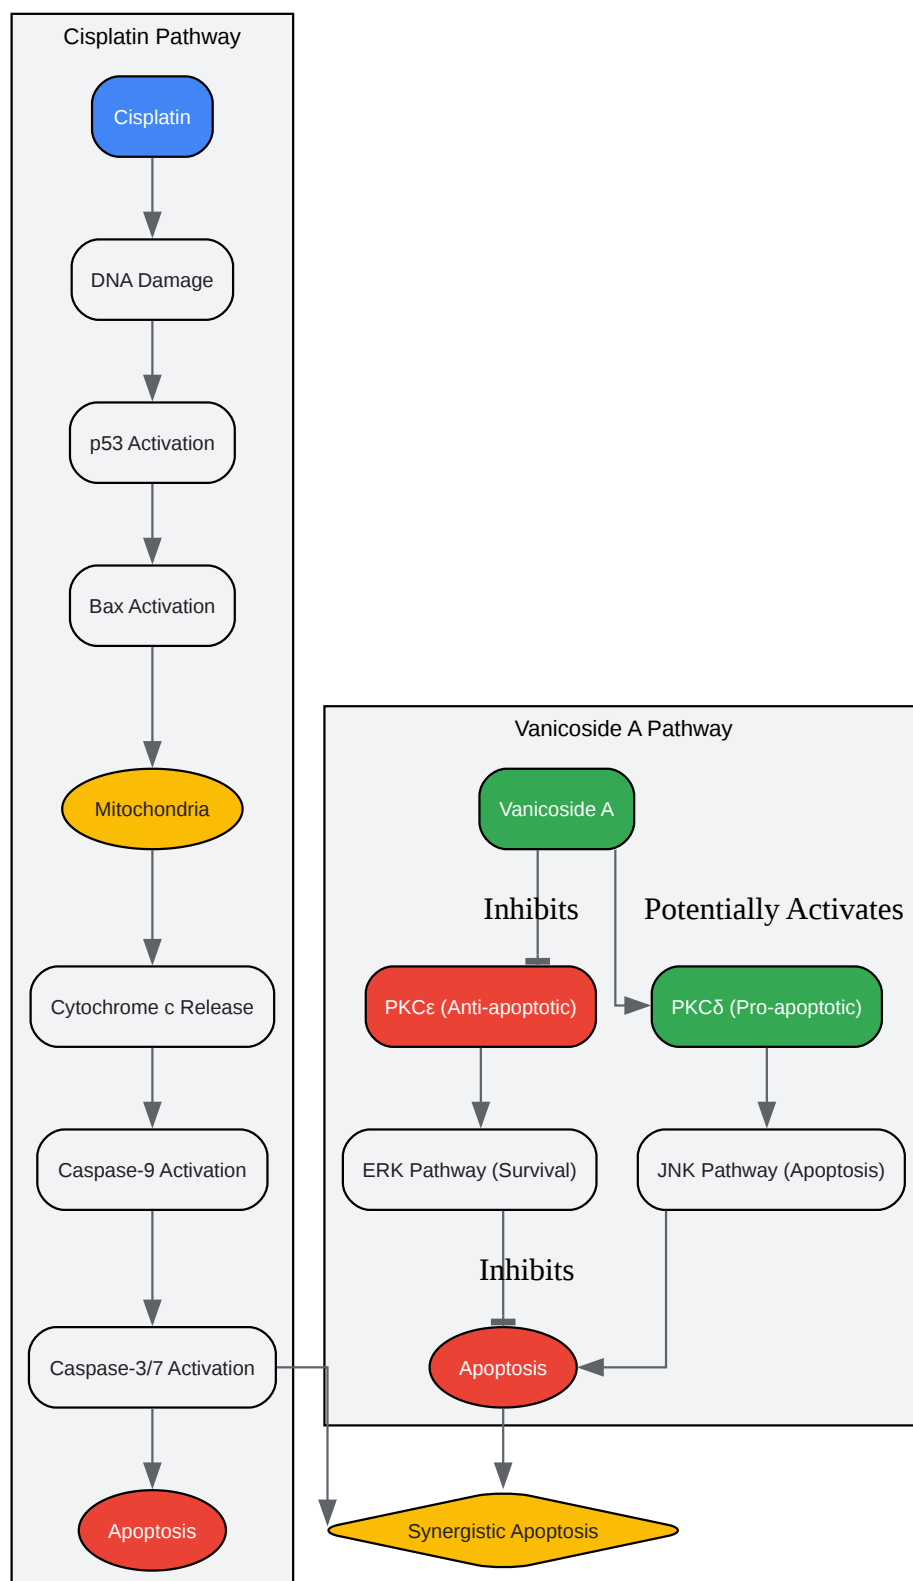 Cisplatin Pathway
Cisplatin
DNA Damage
p53 Activation
Bax Activation
Mitochondria
Cytochrome c Release
Caspase-9 Activation
Caspase-3/7 Activation
Apoptosis
Vanicoside A Pathway
Vanicoside A
Inhibits
Potentially Activates
PKCε (Anti-apoptotic)
PKCδ (Pro-apoptotic)
ERK Pathway (Survival)
JNK Pathway (Apoptosis)
Inhibits
Apoptosis
Synergistic Apoptosis